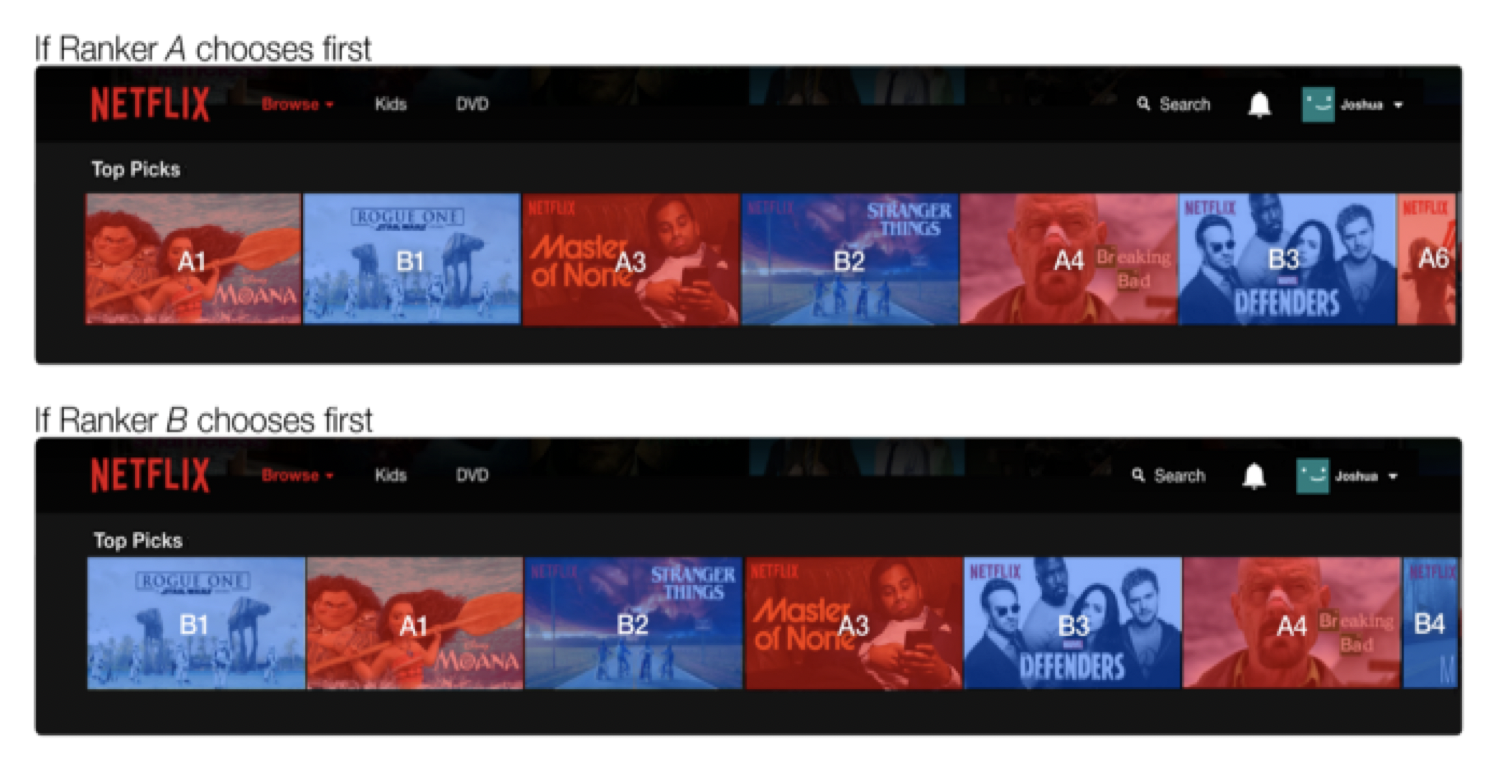 If Ranker A chooses first
NETFLIX Browse Kids DVD Search Joshua
Top Picks
A1 MOANA
ROGUE ONE
STAR WARS
B1
NETFLIX
Master
of None
A3
NETFLIX
STRANGER
THINGS
B2
A4
Breaking
Bad
NETFLIX
B3
MARVEL
DEFENDERS
NETFLIX
A6
If Ranker B chooses first
NETFLIX Browse Kids DVD Search Joshua
Top Picks
ROGUE ONE
STAR WARS
B1
A1
DISNEY
MOANA
NETFLIX
STRANGER
THINGS
B2
NETFLIX
Master
of None
A3
NETFLIX
B3
DEFENDERS
A4
Breaking
Bad
NETFLIX
B4
M